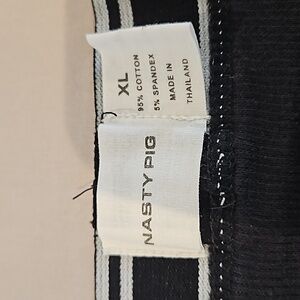 XL
95% COTTON
5% SPANDEX
MADE IN
THAILAND
NASTY PIG